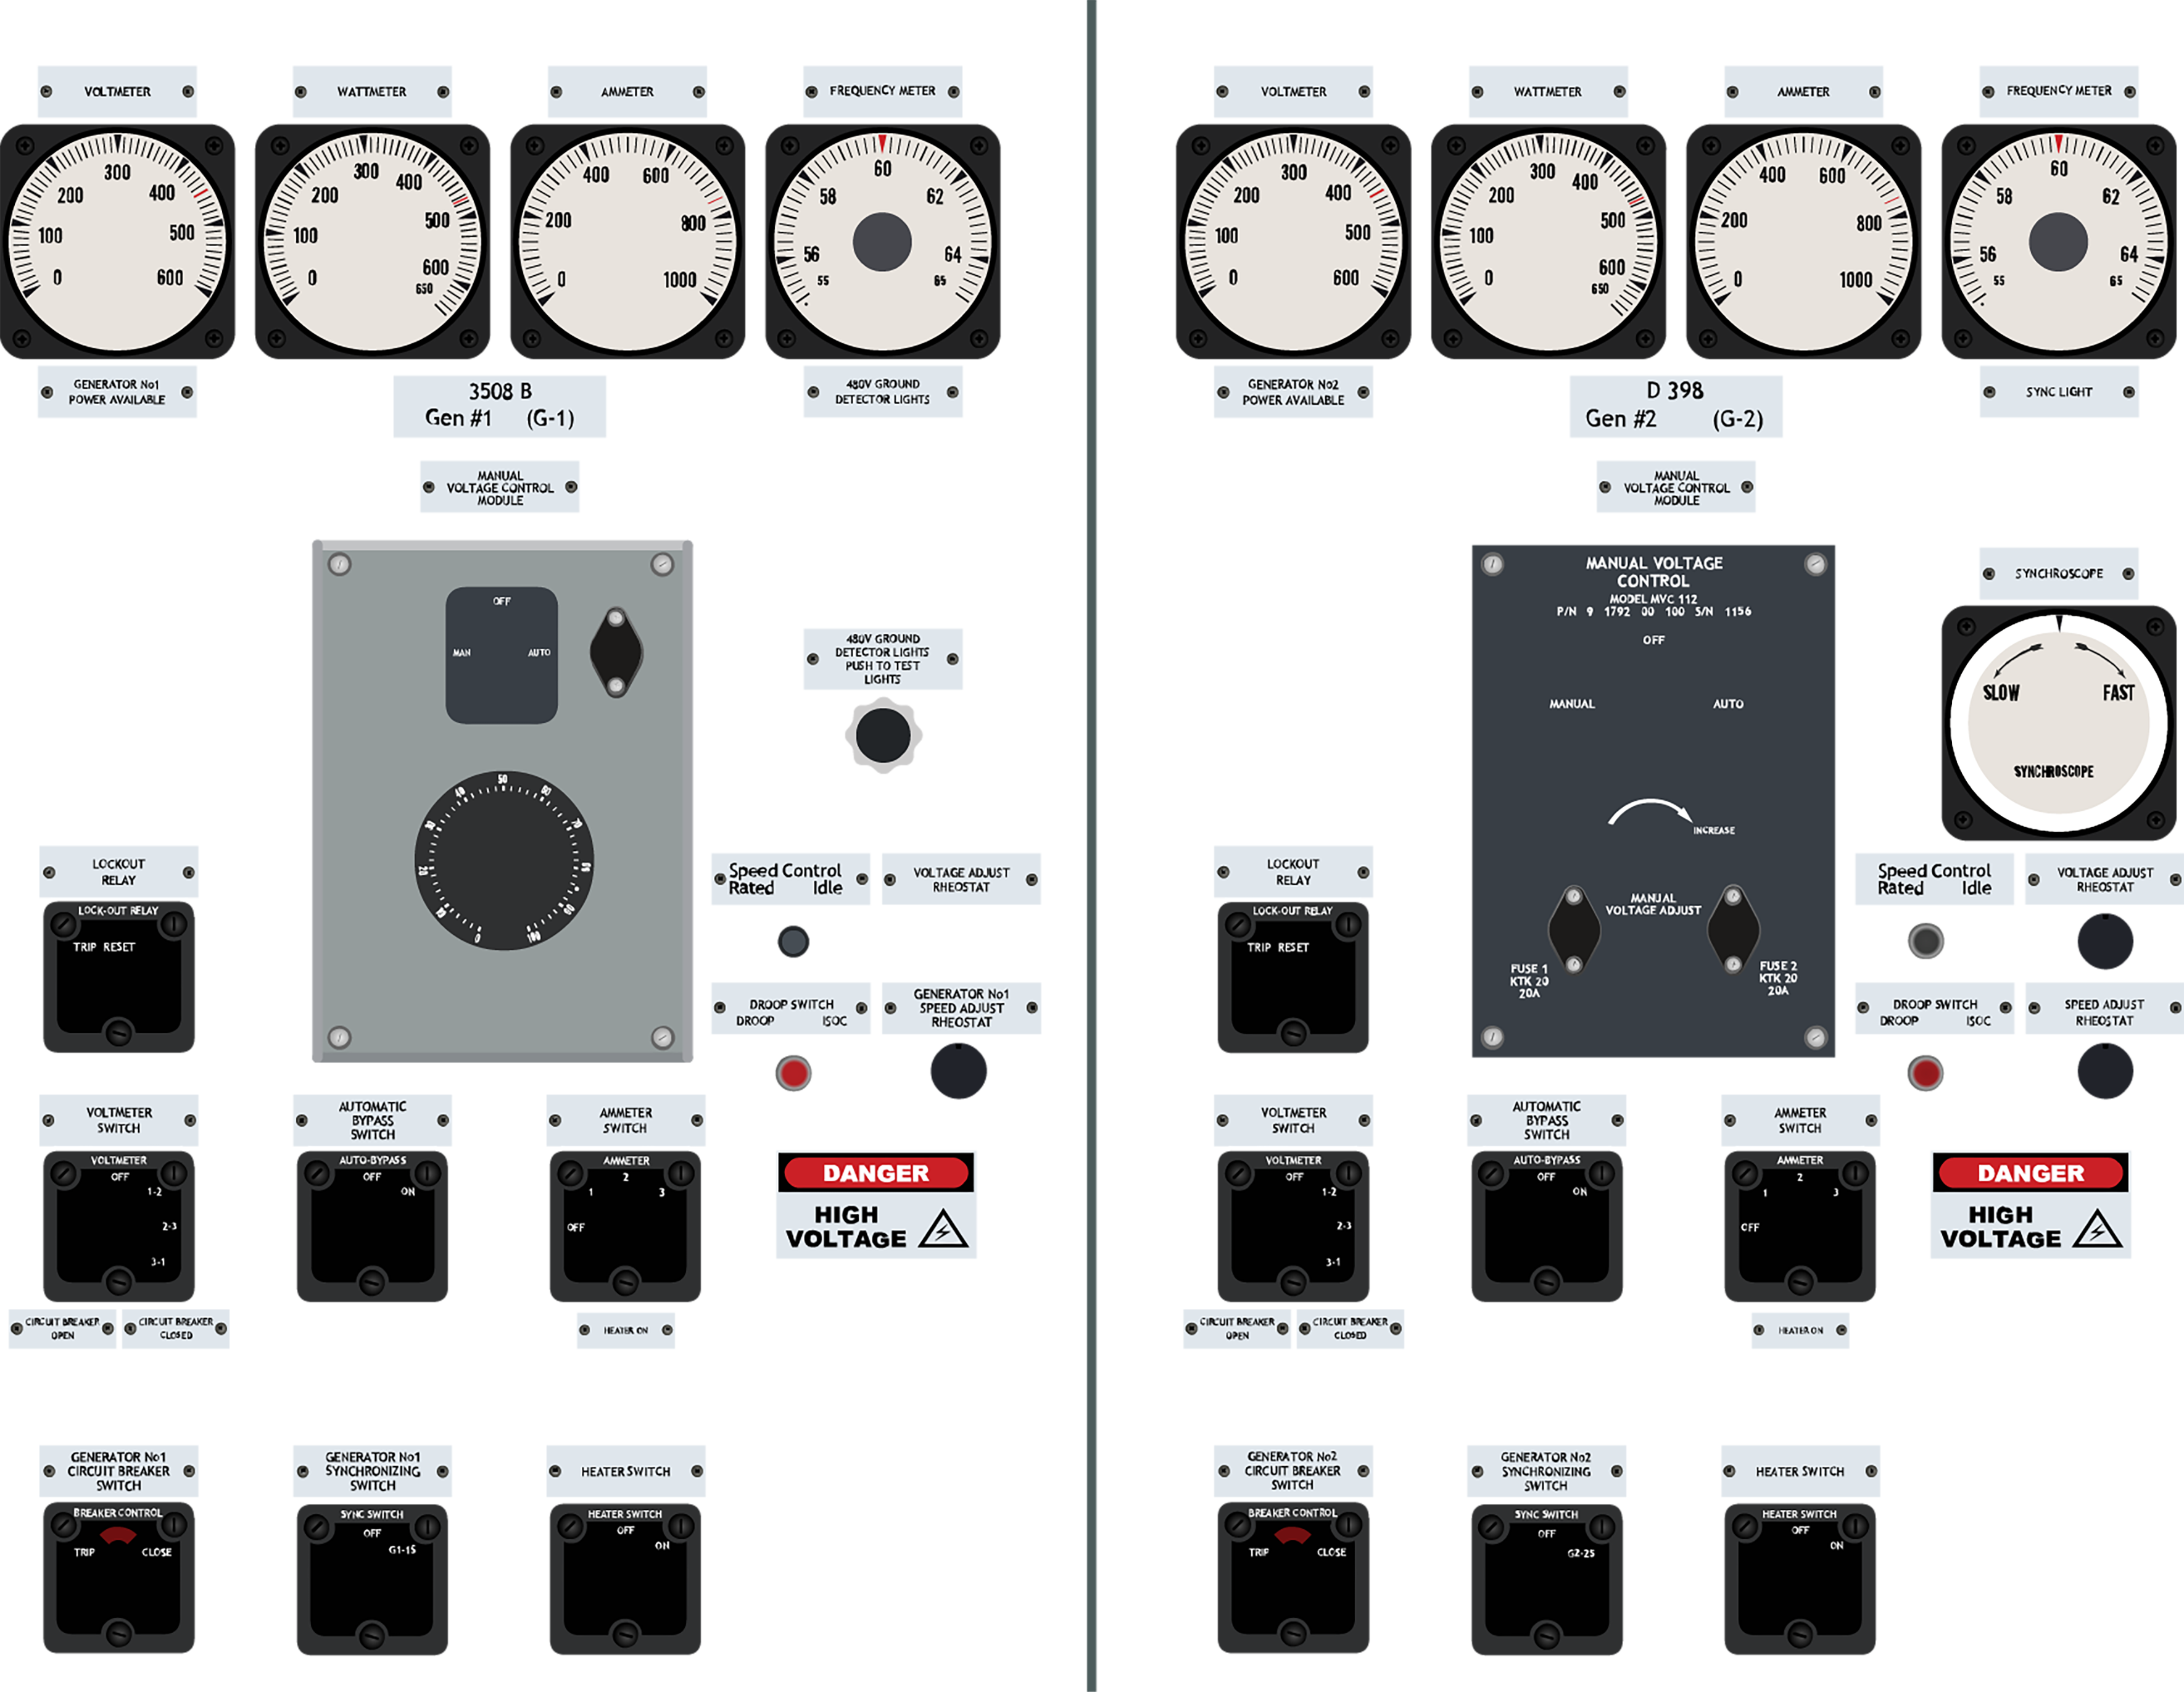 VOLTMETER
WATTMETER
AMMETER
FREQUENCY METER
0 100 200 300 400 500 600
0 100 200 300 400 500 600 650
0 200 400 600 800 1000
55 56 58 60 62 64 65
GENERATOR No1
POWER AVAILABLE
3508 B
Gen #1 (G-1)
480V GROUND
DETECTOR LIGHTS
MANUAL
VOLTAGE CONTROL
MODULE
OFF
MAN AUTO
0 20 30 40 50 60 70 90 100
480V GROUND
DETECTOR LIGHTS
PUSH TO TEST
LIGHTS
LOCKOUT
RELAY
LOCK-OUT RELAY
TRIP RESET
Speed Control
Rated Idle
VOLTAGE ADJUST
RHEOSTAT
DROOP SWITCH
DROOP ISOC
GENERATOR No1
SPEED ADJUST
RHEOSTAT
VOLTMETER
SWITCH
VOLTMETER
OFF
1-2
2-3
3-1
AUTOMATIC
BYPASS
SWITCH
AUTO-BYPASS
OFF
ON
AMMETER
SWITCH
AMMETER
2
1 3
OFF
DANGER
HIGH
VOLTAGE
CIRCUIT BREAKER
OPEN
CIRCUIT BREAKER
CLOSED
HEATER ON
GENERATOR No1
CIRCUIT BREAKER
SWITCH
BREAKER CONTROL
TRIP CLOSE
GENERATOR No1
SYNCHRONIZING
SWITCH
SYNC SWITCH
OFF
G1-1S
HEATER SWITCH
HEATER SWITCH
OFF
ON
VOLTMETER
WATTMETER
AMMETER
FREQUENCY METER
0 100 200 300 400 500 600
0 100 200 300 400 500 600 650
0 200 400 600 800 1000
55 56 58 60 62 64 65
GENERATOR No2
POWER AVAILABLE
D 398
Gen #2 (G-2)
SYNC LIGHT
MANUAL
VOLTAGE CONTROL
MODULE
MANUAL VOLTAGE
CONTROL
MODEL MVC 112
P/N 9 1792 00 100 S/N 1156
OFF
MANUAL AUTO
INCREASE
MANUAL
VOLTAGE ADJUST
FUSE 1
KTK 20
20A
FUSE 2
KTK 20
20A
SYNCHROSCOPE
SLOW FAST
SYNCHROSCOPE
LOCKOUT
RELAY
LOCK-OUT RELAY
TRIP RESET
Speed Control
Rated Idle
VOLTAGE ADJUST
RHEOSTAT
DROOP SWITCH
DROOP ISOC
SPEED ADJUST
RHEOSTAT
VOLTMETER
SWITCH
VOLTMETER
OFF
1-2
2-3
3-1
AUTOMATIC
BYPASS
SWITCH
AUTO-BYPASS
OFF
ON
AMMETER
SWITCH
AMMETER
2
1 3
OFF
DANGER
HIGH
VOLTAGE
CIRCUIT BREAKER
OPEN
CIRCUIT BREAKER
CLOSED
HEATER ON
GENERATOR No2
CIRCUIT BREAKER
SWITCH
BREAKER CONTROL
TRIP CLOSE
GENERATOR No2
SYNCHRONIZING
SWITCH
SYNC SWITCH
OFF
G2-2S
HEATER SWITCH
HEATER SWITCH
OFF
ON